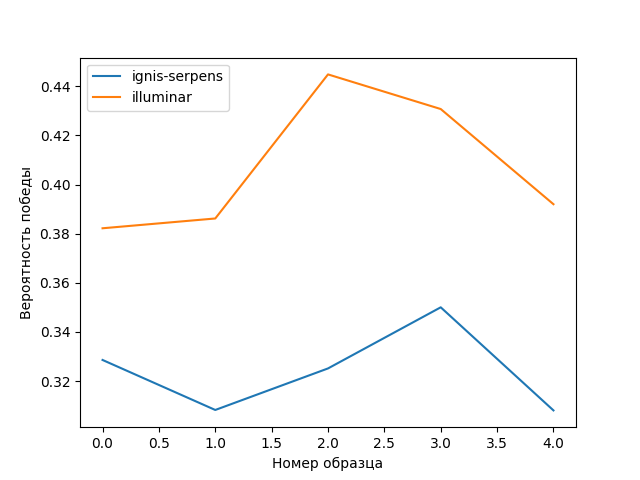 ignis-serpens
illuminar
0.44
0.42
0.40
0.38
0.36
0.34
0.32
Вероятность победы
0.0 0.5 1.0 1.5 2.0 2.5 3.0 3.5 4.0
Номер образца